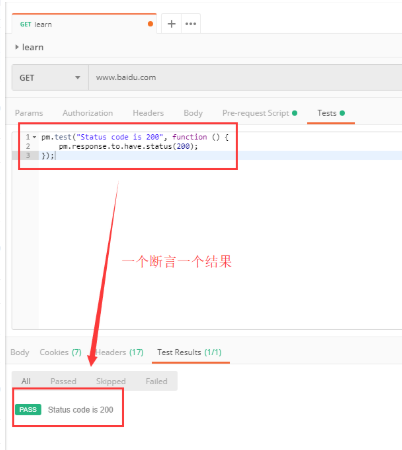 GET learn
+ •••
learn
GET www.baidu.com
Params Authorization Headers Body Pre-request Script Tests
1 pm.test("Status code is 200", function () {
2 pm.response.to.have.status(200);
3 });
一个断言一个结果
Body Cookies (7) Headers (17) Test Results (1/1)
All Passed Skipped Failed
PASS Status code is 200